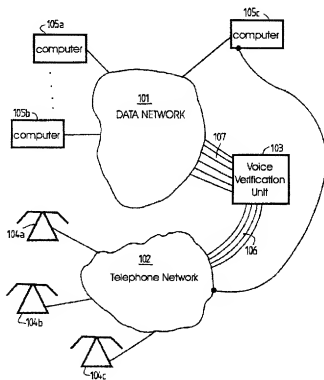 105a
computer
105c
computer
105b
computer
101
DATA NETWORK
107
103
Voice
Verification
Unit
104a
102
Telephone Network
106
104b
104c